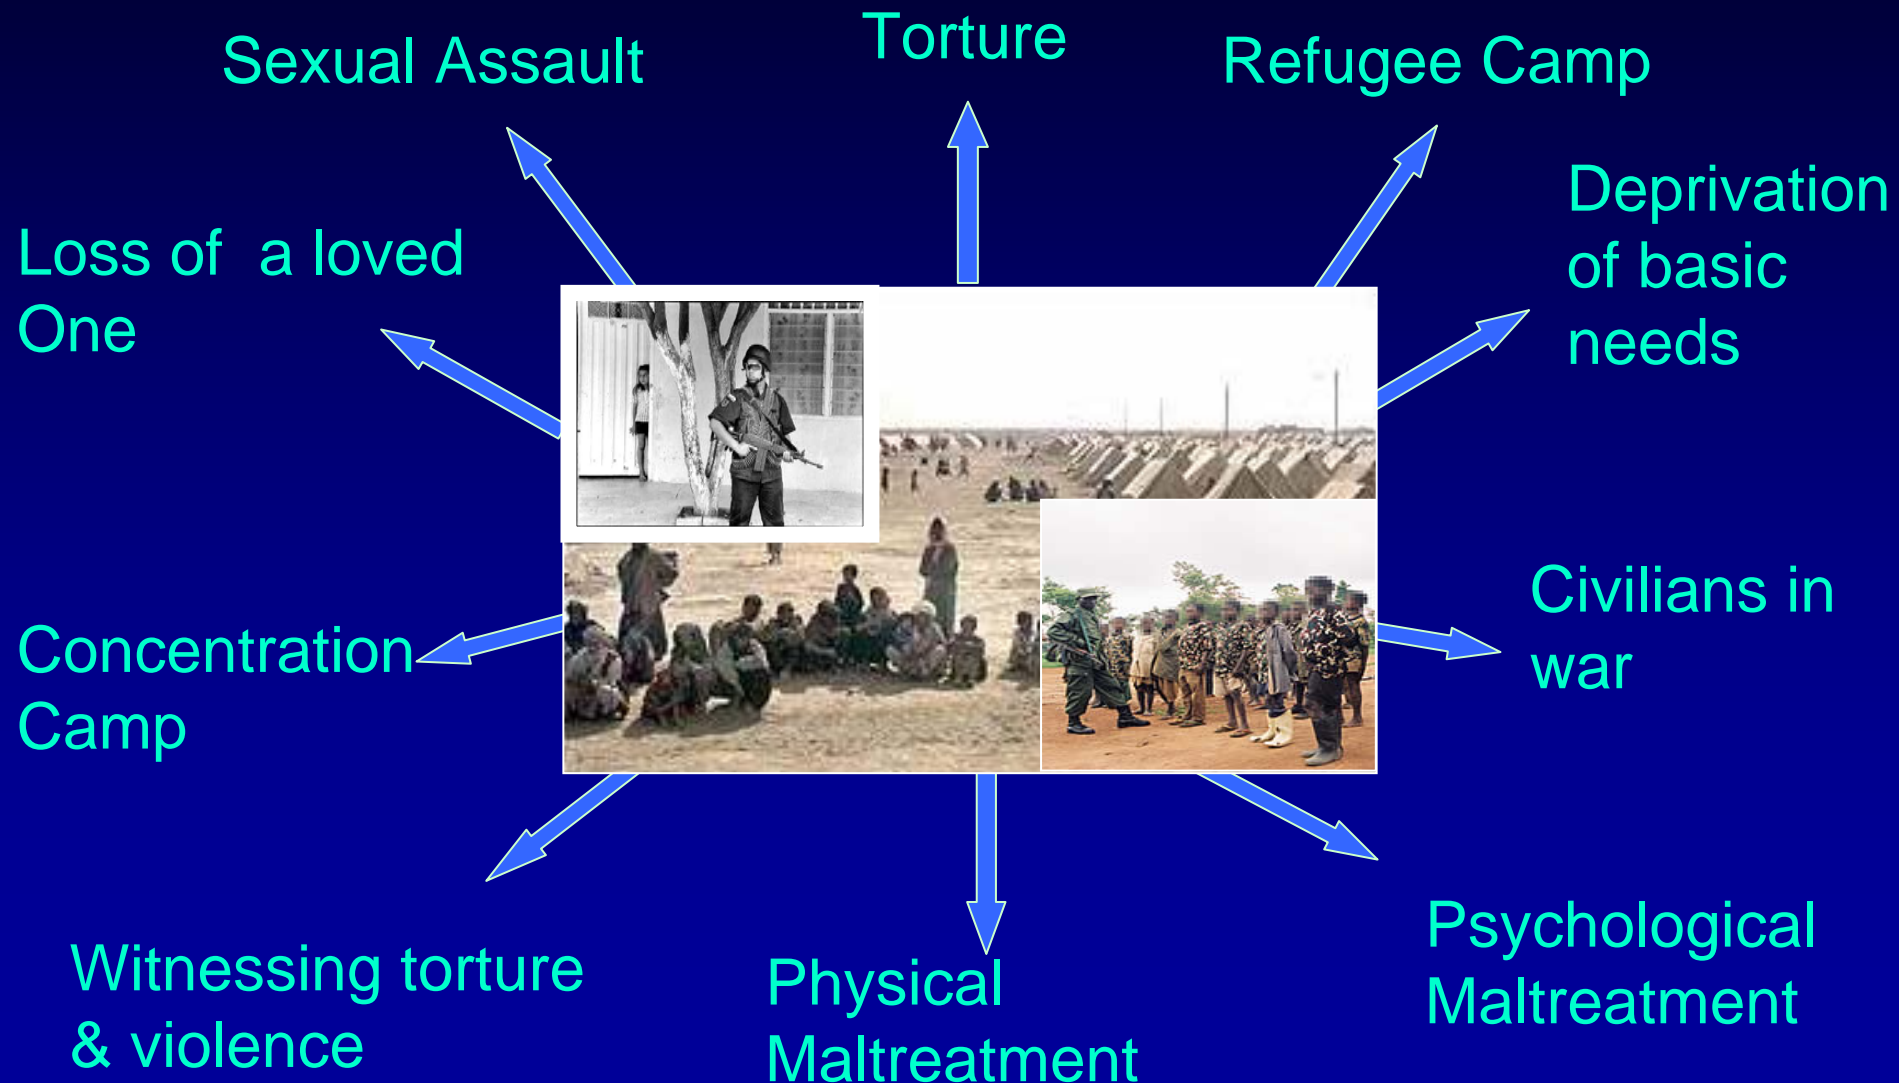 Sexual Assault
Torture
Refugee Camp
Loss of a loved
One
Deprivation
of basic
needs
Concentration
Camp
Civilians in
war
Witnessing torture
& violence
Physical
Maltreatment
Psychological
Maltreatment